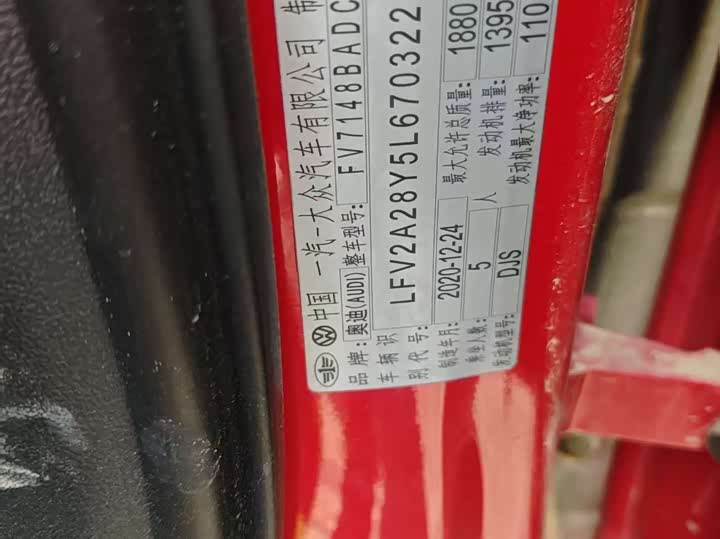 中国 一汽-大众汽车有限公司 制
品牌: 奥迪(AUDI) 整车型号: FV7148BADC
车辆识别代号: LFV2A28Y5L670322
制造年月: 2020-12-24 最大允许总质量: 1880
乘坐人数: 5 人 发动机排量: 1395
发动机型号: DJS 发动机最大净功率: 110